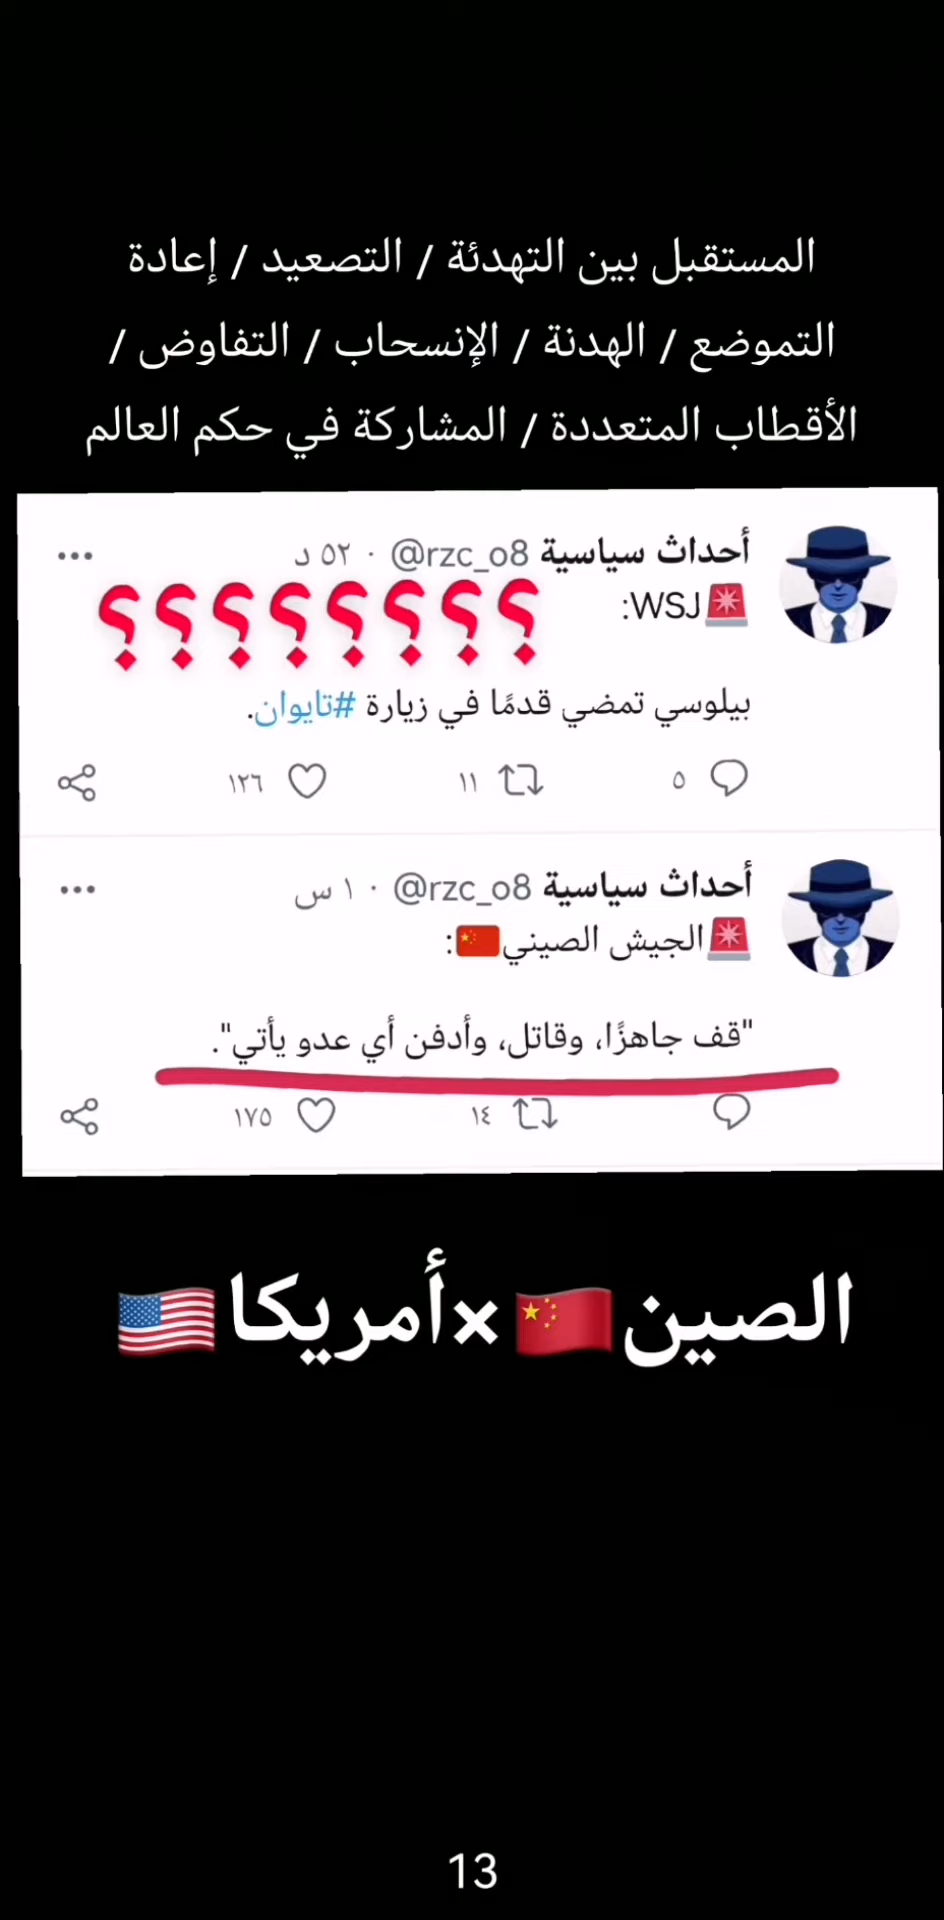 المستقبل بين التهدئة / التصعيد / إعادة
التموضع / الهدنة / الإنسحاب / التفاوض /
الأقطاب المتعددة / المشاركة في حكم العالم
أحداث سياسية @rzc_o8 · ٥٢ د
🚨WSJ:
؟؟؟؟؟؟؟؟
بيلوسي تمضي قدمًا في زيارة #تايوان.
٥ ١١ ١٢٦
أحداث سياسية @rzc_o8 · ١ س
🚨الجيش الصيني🇨🇳:
"قف جاهزًا، وقاتل، وأدفن أي عدو يأتي".
١٤ ١٧٥
الصين🇨🇳×أمريكا🇺🇸
13